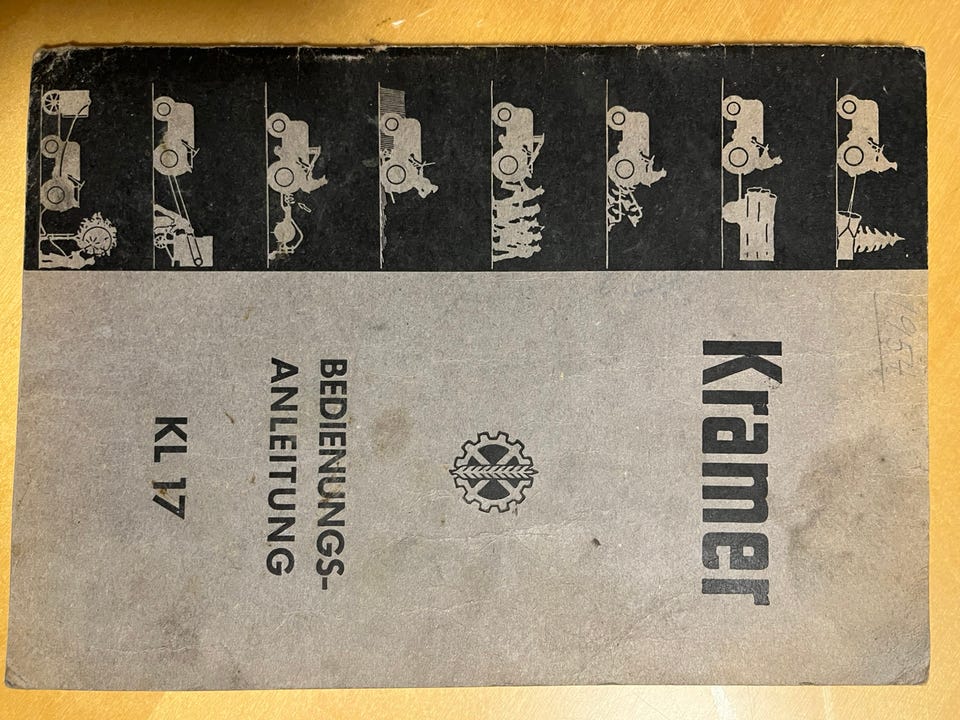 Kramer
BEDIENUNGS-
ANLEITUNG
KL 17